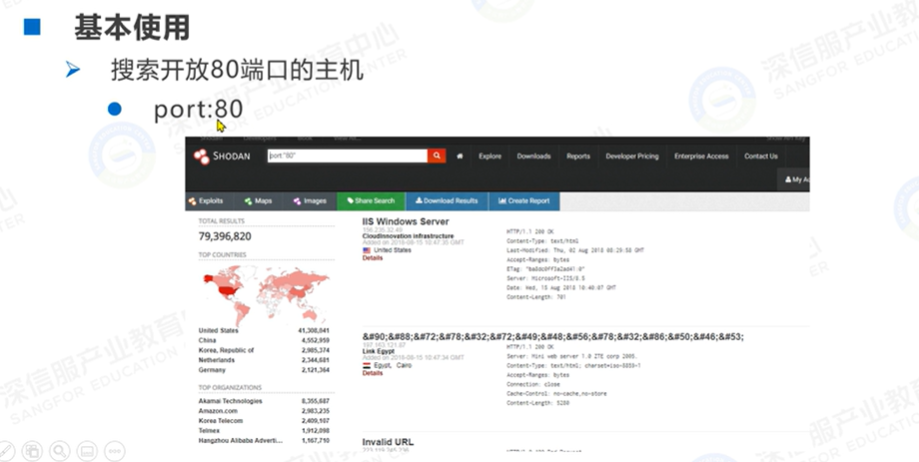 基本使用
搜索开放80端口的主机
port:80
SHODAN
port:"80"
Explore
Downloads
Reports
Developer Pricing
Enterprise Access
Contact Us
My Ac
Exploits
Maps
Images
Share Search
Download Results
Create Report
TOTAL RESULTS
79,396,820
TOP COUNTRIES
United States 41,308,041
China 4,552,959
Korea, Republic of 2,985,374
Netherlands 2,344,681
Germany 2,121,364
TOP ORGANIZATIONS
Akamai Technologies 8,355,687
Amazon.com 2,983,235
Korea Telecom 2,409,107
Telmex 1,912,098
Hangzhou Alibaba Adverti... 1,167,710
IIS Windows Server
CloudInnovation infrastructure
Added on 2018-08-15 10:47:35 GMT
United States
Details
HTTP/1.1 200 OK
Content-Type: text/html
Last-Modified: Thu, 02 Aug 2018 08:29:58 GMT
Accept-Ranges: bytes
Server: Microsoft-IIS/8.5
Date: Wed, 15 Aug 2018 10:40:07 GMT
Content-Length: 701
&#90;&#88;&#72;&#78;&#32;&#72;&#49;&#48;&#56;&#78;&#32;&#86;&#50;&#46;&#53;
Link Egypt
Added on 2018-08-15 10:47:34 GMT
Egypt, Cairo
Details
HTTP/1.1 200 OK
Server: Mini web server 1.0 ZTE corp 2005.
Content-Type: text/html; charset=iso-8859-1
Accept-Ranges: bytes
Connection: close
Cache-Control: no-cache,no-store
Content-Length: 5280
Invalid URL
深信服产业教育中心
SANGFOR EDUCATION CENTER